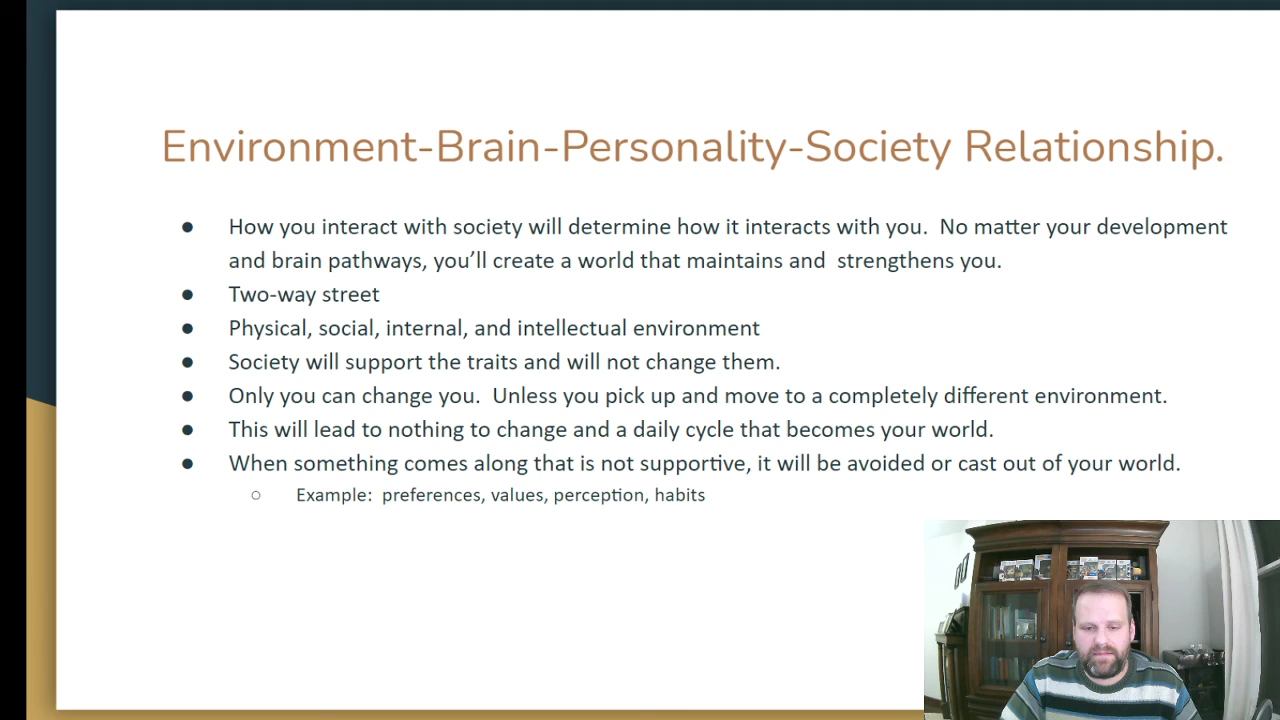 Environment-Brain-Personality-Society Relationship.
● How you interact with society will determine how it interacts with you.  No matter your development
and brain pathways, you’ll create a world that maintains and  strengthens you.
● Two-way street
● Physical, social, internal, and intellectual environment
● Society will support the traits and will not change them.
● Only you can change you.  Unless you pick up and move to a completely different environment.
● This will lead to nothing to change and a daily cycle that becomes your world.
● When something comes along that is not supportive, it will be avoided or cast out of your world.
○ Example:  preferences, values, perception, habits